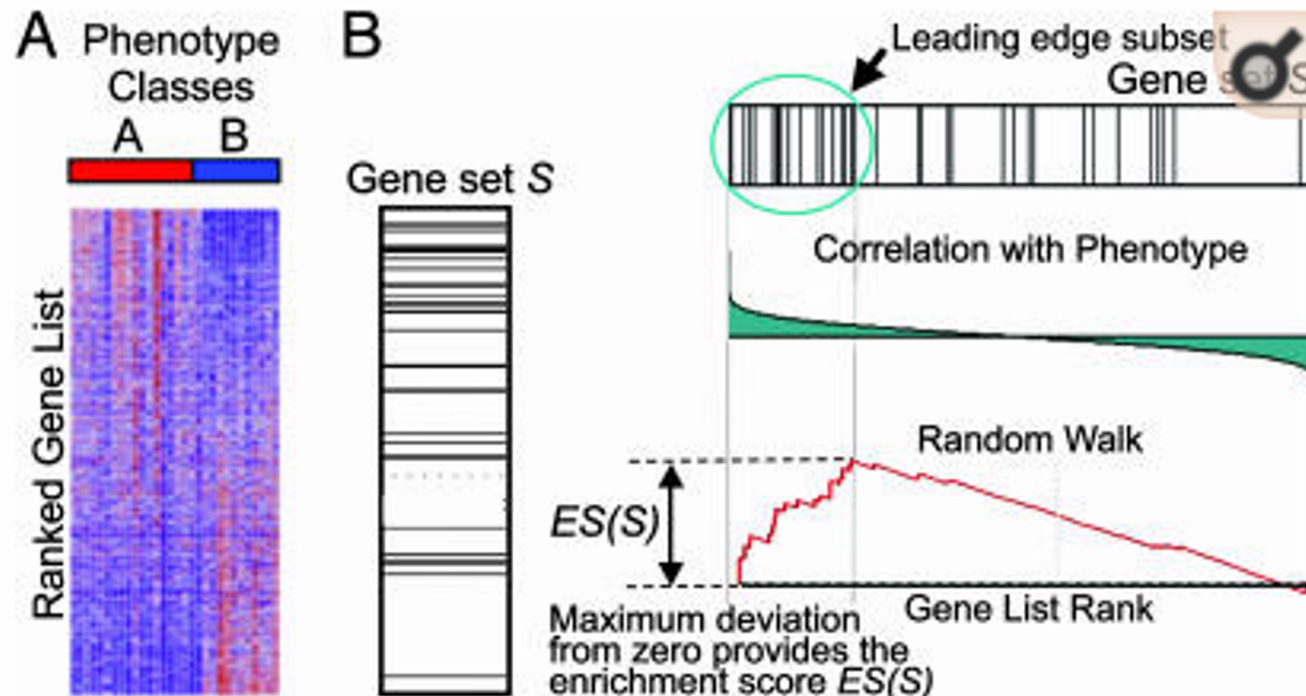 A
Phenotype
Classes
A B
Ranked Gene List
B
Gene set S
Leading edge subset
Gene set S
Correlation with Phenotype
Random Walk
ES(S)
Gene List Rank
Maximum deviation
from zero provides the
enrichment score ES(S)